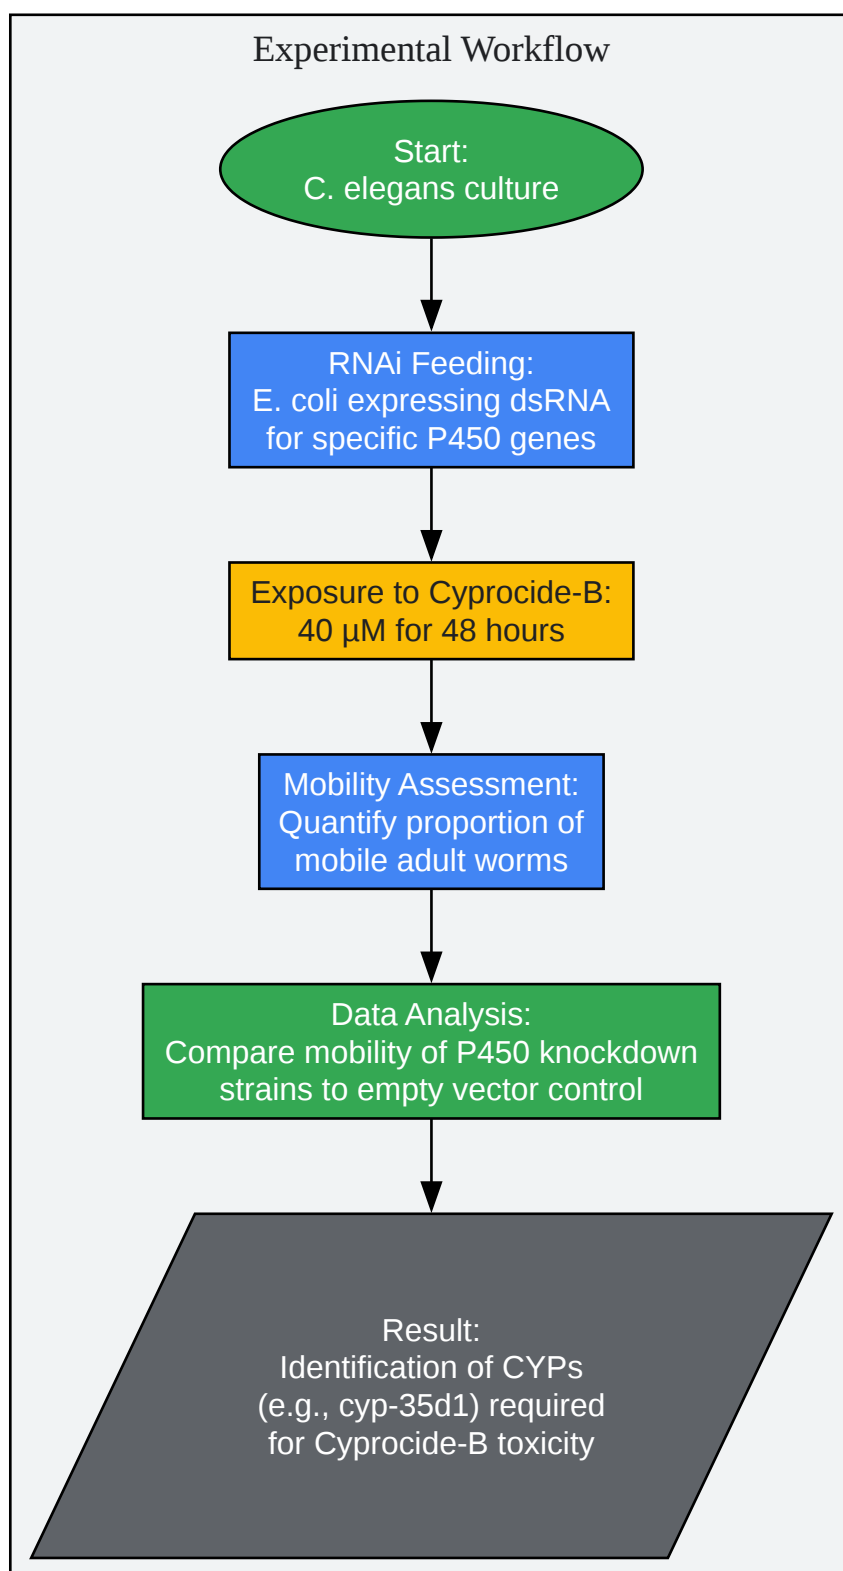 Experimental Workflow
Start:
C. elegans culture
RNAi Feeding:
E. coli expressing dsRNA
for specific P450 genes
Exposure to Cyprocide-B:
40 µM for 48 hours
Mobility Assessment:
Quantify proportion of
mobile adult worms
Data Analysis:
Compare mobility of P450 knockdown
strains to empty vector control
Result:
Identification of CYPs
(e.g., cyp-35d1) required
for Cyprocide-B toxicity